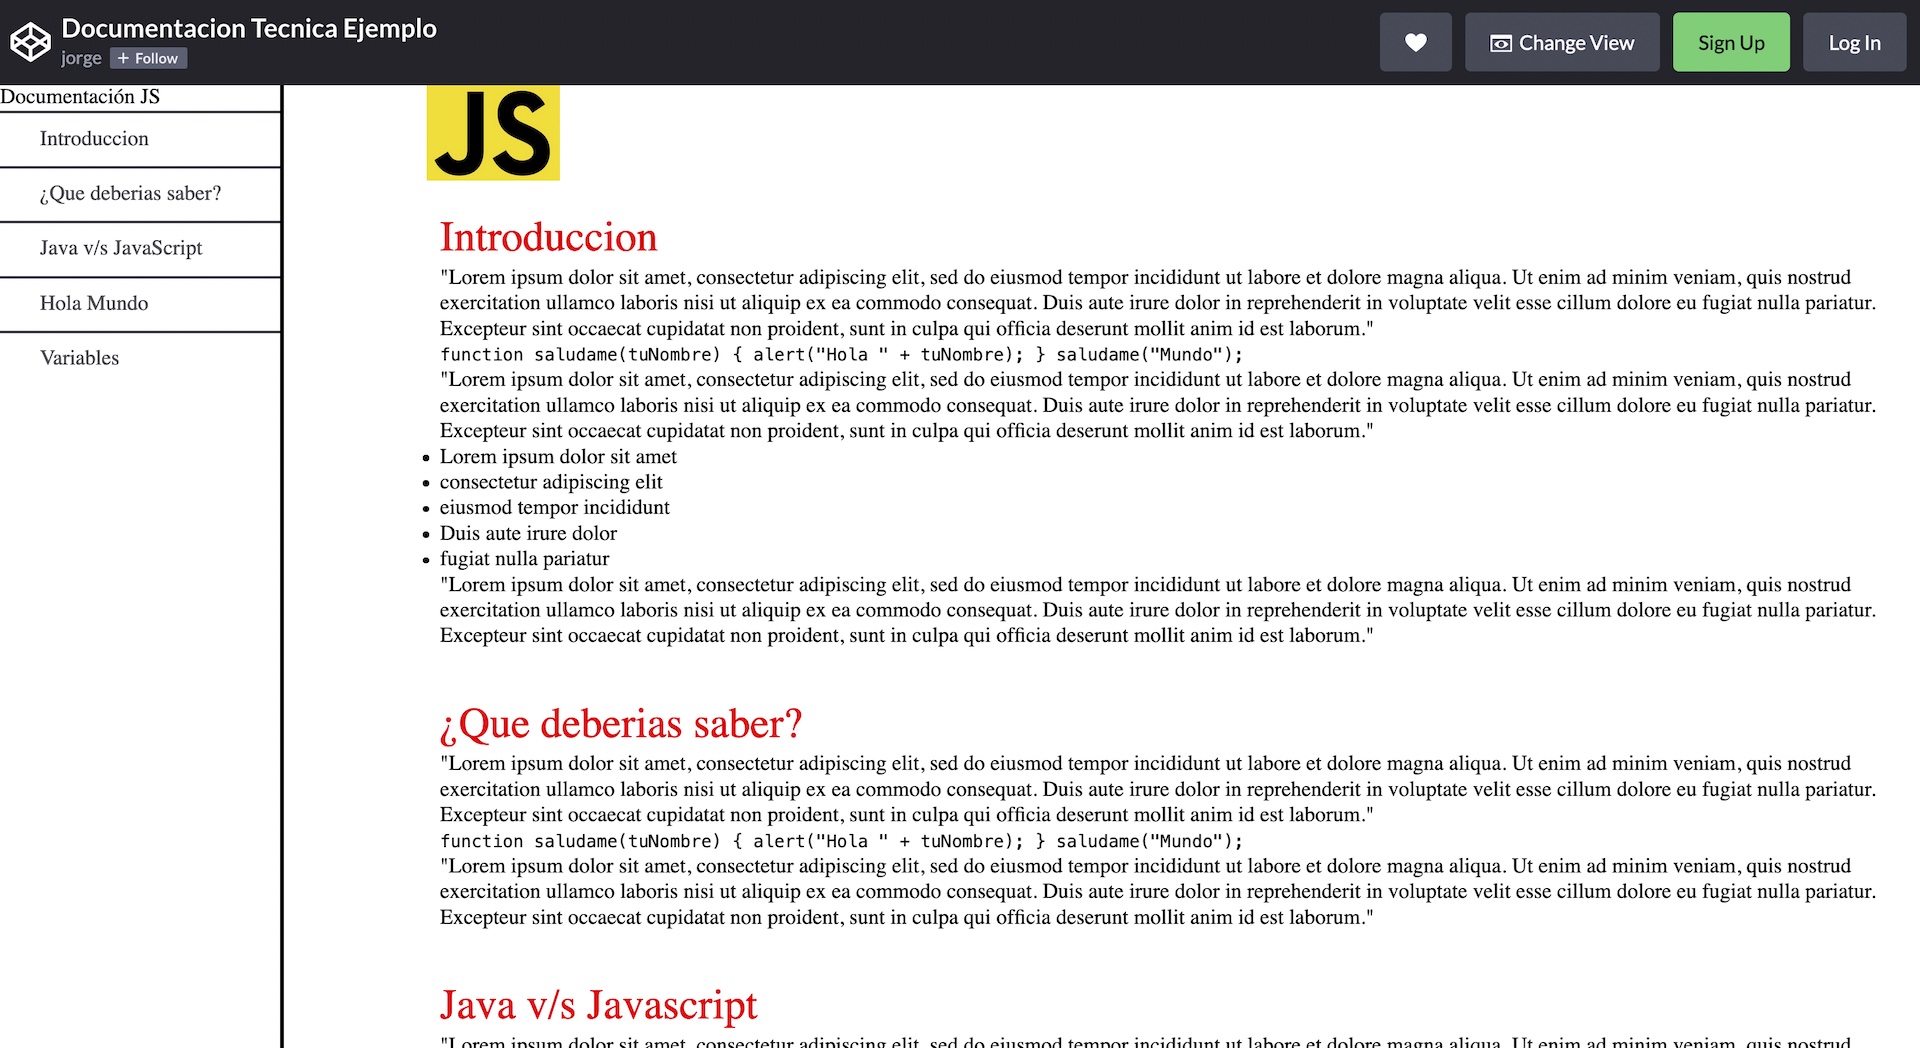 Documentacion Tecnica Ejemplo
jorge + Follow
Change View
Sign Up
Log In
Documentación JS
Introduccion
¿Que deberias saber?
Java v/s JavaScript
Hola Mundo
Variables
JS
Introduccion
"Lorem ipsum dolor sit amet, consectetur adipiscing elit, sed do eiusmod tempor incididunt ut labore et dolore magna aliqua. Ut enim ad minim veniam, quis nostrud
exercitation ullamco laboris nisi ut aliquip ex ea commodo consequat. Duis aute irure dolor in reprehenderit in voluptate velit esse cillum dolore eu fugiat nulla pariatur.
Excepteur sint occaecat cupidatat non proident, sunt in culpa qui officia deserunt mollit anim id est laborum."
function saludame(tuNombre) { alert("Hola " + tuNombre); } saludame("Mundo");
"Lorem ipsum dolor sit amet, consectetur adipiscing elit, sed do eiusmod tempor incididunt ut labore et dolore magna aliqua. Ut enim ad minim veniam, quis nostrud
exercitation ullamco laboris nisi ut aliquip ex ea commodo consequat. Duis aute irure dolor in reprehenderit in voluptate velit esse cillum dolore eu fugiat nulla pariatur.
Excepteur sint occaecat cupidatat non proident, sunt in culpa qui officia deserunt mollit anim id est laborum."
• Lorem ipsum dolor sit amet
• consectetur adipiscing elit
• eiusmod tempor incididunt
• Duis aute irure dolor
• fugiat nulla pariatur
"Lorem ipsum dolor sit amet, consectetur adipiscing elit, sed do eiusmod tempor incididunt ut labore et dolore magna aliqua. Ut enim ad minim veniam, quis nostrud
exercitation ullamco laboris nisi ut aliquip ex ea commodo consequat. Duis aute irure dolor in reprehenderit in voluptate velit esse cillum dolore eu fugiat nulla pariatur.
Excepteur sint occaecat cupidatat non proident, sunt in culpa qui officia deserunt mollit anim id est laborum."
¿Que deberias saber?
"Lorem ipsum dolor sit amet, consectetur adipiscing elit, sed do eiusmod tempor incididunt ut labore et dolore magna aliqua. Ut enim ad minim veniam, quis nostrud
exercitation ullamco laboris nisi ut aliquip ex ea commodo consequat. Duis aute irure dolor in reprehenderit in voluptate velit esse cillum dolore eu fugiat nulla pariatur.
Excepteur sint occaecat cupidatat non proident, sunt in culpa qui officia deserunt mollit anim id est laborum."
function saludame(tuNombre) { alert("Hola " + tuNombre); } saludame("Mundo");
"Lorem ipsum dolor sit amet, consectetur adipiscing elit, sed do eiusmod tempor incididunt ut labore et dolore magna aliqua. Ut enim ad minim veniam, quis nostrud
exercitation ullamco laboris nisi ut aliquip ex ea commodo consequat. Duis aute irure dolor in reprehenderit in voluptate velit esse cillum dolore eu fugiat nulla pariatur.
Excepteur sint occaecat cupidatat non proident, sunt in culpa qui officia deserunt mollit anim id est laborum."
Java v/s Javascript
"Lorem ipsum dolor sit amet, consectetur adipiscing elit, sed do eiusmod tempor incididunt ut labore et dolore magna aliqua. Ut enim ad minim veniam, quis nostrud